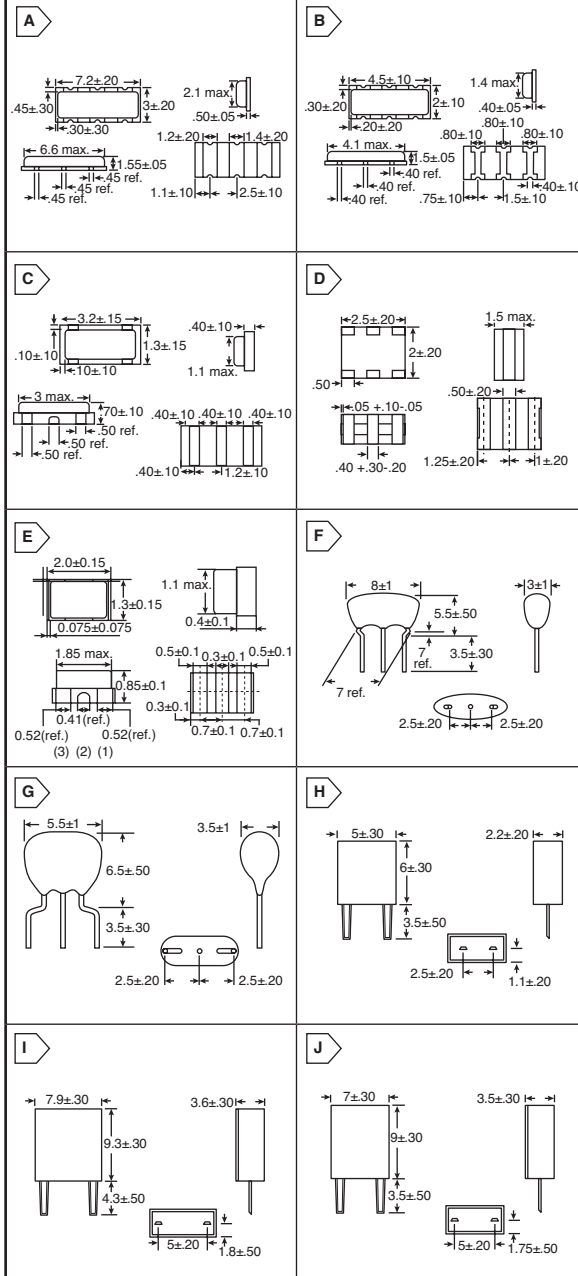 A
7.2±.20
.45±.30
3±.20
.30±.30
2.1 max.
.50±.05
6.6 max.
1.55±.05
.45 ref.
.45 ref.
.45 ref.
1.2±.20
1.4±.20
1.1±.10
2.5±.10
B
4.5±.10
.30±.20
2±.10
.20±.20
1.4 max.
.40±.05
4.1 max.
1.5±.05
.40 ref.
.40 ref.
.40 ref.
.80±.10
.80±.10
.80±.10
.40±.10
.75±.10
1.5±.10
C
3.2±.15
1.3±.15
.10±.10
.10±.10
.40±.10
1.1 max.
3 max.
.70±.10
.50 ref.
.50 ref.
.50 ref.
.40±.10
.40±.10
.40±.10
.40±.10
1.2±.10
D
2.5±.20
2±.20
.50
1.5 max.
.05 +.10-.05
.40 +.30-.20
.50±.20
1.25±.20
1±.20
E
2.0±0.15
1.3±0.15
0.075±0.075
1.1 max.
0.4±0.1
1.85 max.
0.85±0.1
0.41(ref.)
0.52(ref.)
0.52(ref.)
(3) (2) (1)
0.5±0.1
0.3±0.1
0.5±0.1
0.3±0.1
0.7±0.1
0.7±0.1
F
8±1
5.5±.50
7
ref.
3.5±.30
7 ref.
3±1
2.5±.20
2.5±.20
G
5.5±1
6.5±.50
3.5±.30
3.5±1
2.5±.20
2.5±.20
H
5±.30
6±.30
3.5±.50
2.2±.20
2.5±.20
1.1±.20
I
7.9±.30
9.3±.30
4.3±.50
3.6±.30
5±.20
1.8±.50
J
7±.30
9±.30
3.5±.50
3.5±.30
5±.20
1.75±.50